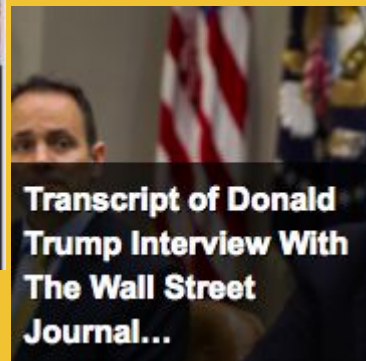 Transcript of Donald
Trump Interview With
The Wall Street
Journal...